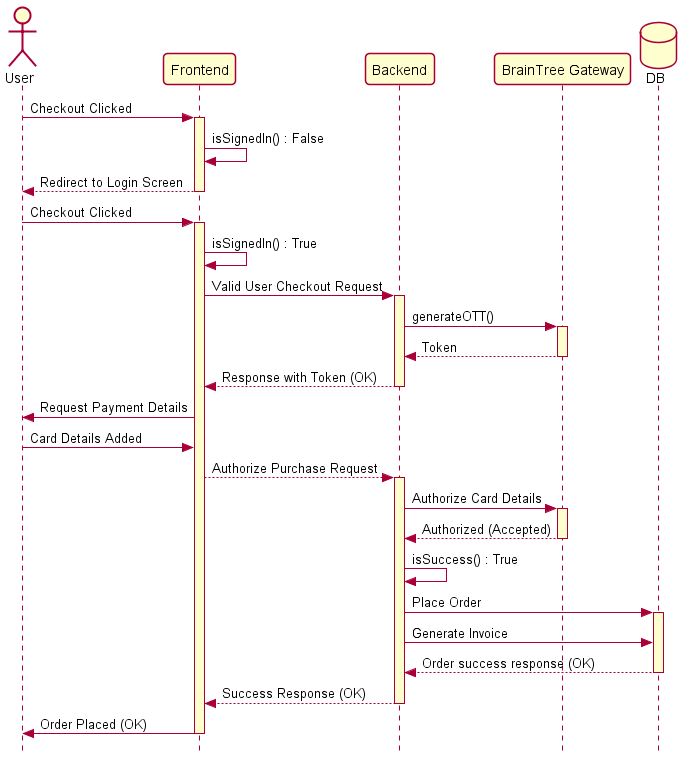 User
Frontend
Backend
BrainTree Gateway
DB
Checkout Clicked
isSignedIn() : False
Redirect to Login Screen
Checkout Clicked
isSignedIn() : True
Valid User Checkout Request
generateOTT()
Token
Response with Token (OK)
Request Payment Details
Card Details Added
Authorize Purchase Request
Authorize Card Details
Authorized (Accepted)
isSuccess() : True
Place Order
Generate Invoice
Order success response (OK)
Success Response (OK)
Order Placed (OK)